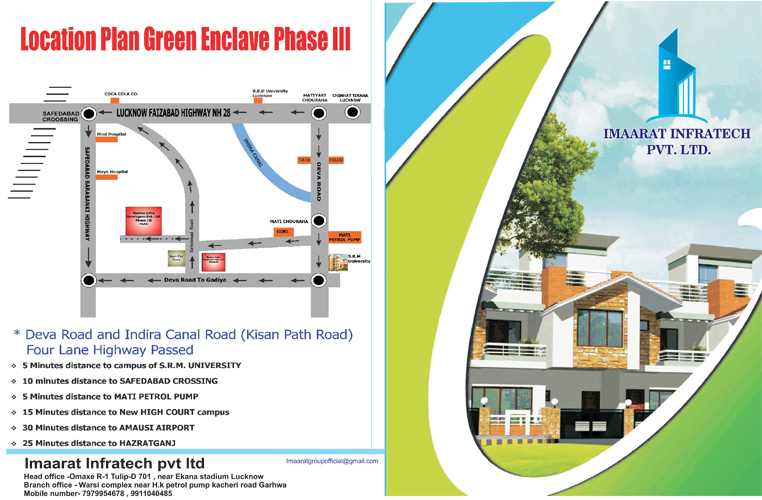 Location Plan Green Enclave Phase III
COCA COLA CO.
B.B.D University
Lucknow
MATTYARI
CHOURAHA
CHINHAT TIRAHA
LUCKNOW
SAFEDABAD
CROOSSING
LUCKNOW FAIZABAD HIGHWAY NH 28
Hind Hospital
INDIRA CANAL
Mayo Hospital
SAFEDABAD BARABANKI HIGHWAY
TATA
TELCO
DEVA ROAD
MATI CHOURAHA
GOEL
MATI
PETROL PUMP
S.R.M
University
Deva Road To Gadiya
* Deva Road and Indira Canal Road (Kisan Path Road)
Four Lane Highway Passed
5 Minutes distance to campus of S.R.M. UNIVERSITY
10 minutes distance to SAFEDABAD CROSSING
5 Minutes distance to MATI PETROL PUMP
15 Minutes distance to New HIGH COURT campus
30 Minutes distance to AMAUSI AIRPORT
25 Minutes distance to HAZRATGANJ
Imaarat Infratech pvt ltd
Imaaratgroupofficial@gmail.com
Head office -Omaxe R-1 Tulip-D 701 , near Ekana stadium Lucknow
Branch office - Warsi complex near H.k petrol pump kacheri road Garhwa
Mobile number- 7979954678 , 9911040485
IMAARAT INFRATECH
PVT. LTD.